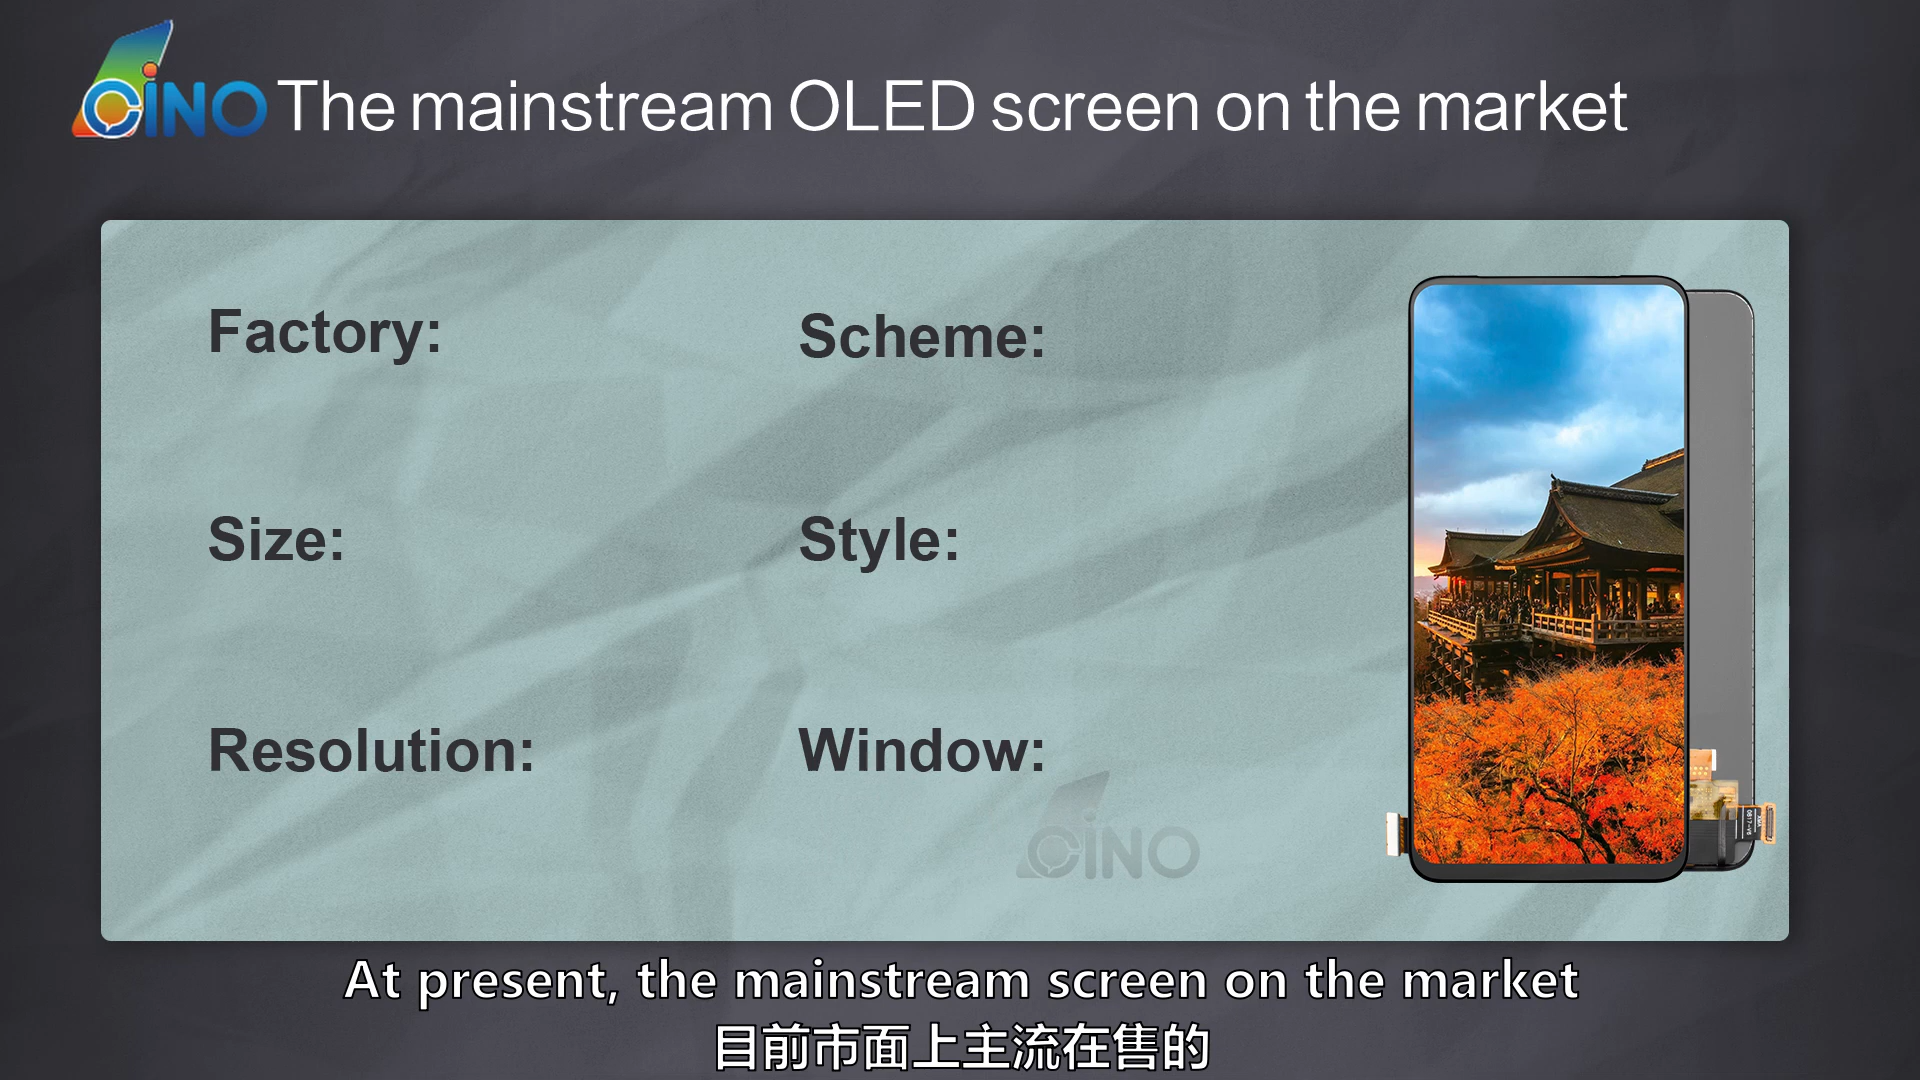 CINO
The mainstream OLED screen on the market
Factory:
Scheme:
Size:
Style:
Resolution:
Window:
CINO
At present, the mainstream screen on the market
目前市面上主流在售的